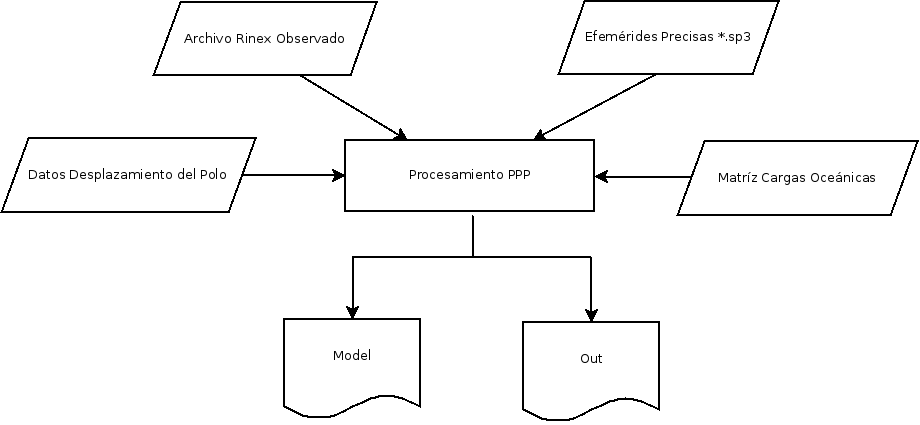 Archivo Rinex Observado
Efemérides Precisas *.sp3
Datos Desplazamiento del Polo
Procesamiento PPP
Matríz Cargas Oceánicas
Model
Out